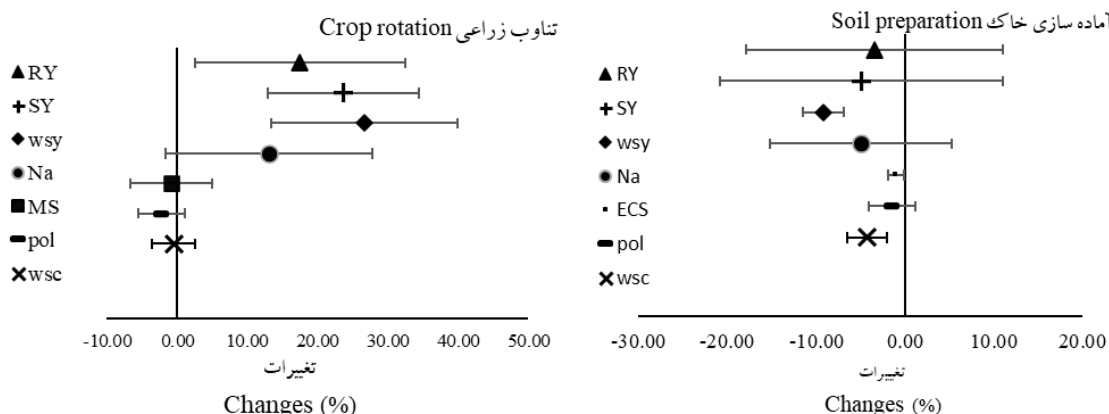 تناوب زراعی Crop rotation
RY
SY
wsy
Na
MS
pol
wsc
-10.00 0.00 10.00 20.00 30.00 40.00 50.00
تغییرات
Changes (%)
آماده سازی خاک Soil preparation
RY
SY
wsy
Na
ECS
pol
wsc
-30.00 -20.00 -10.00 0.00 10.00 20.00
تغییرات
Changes (%)